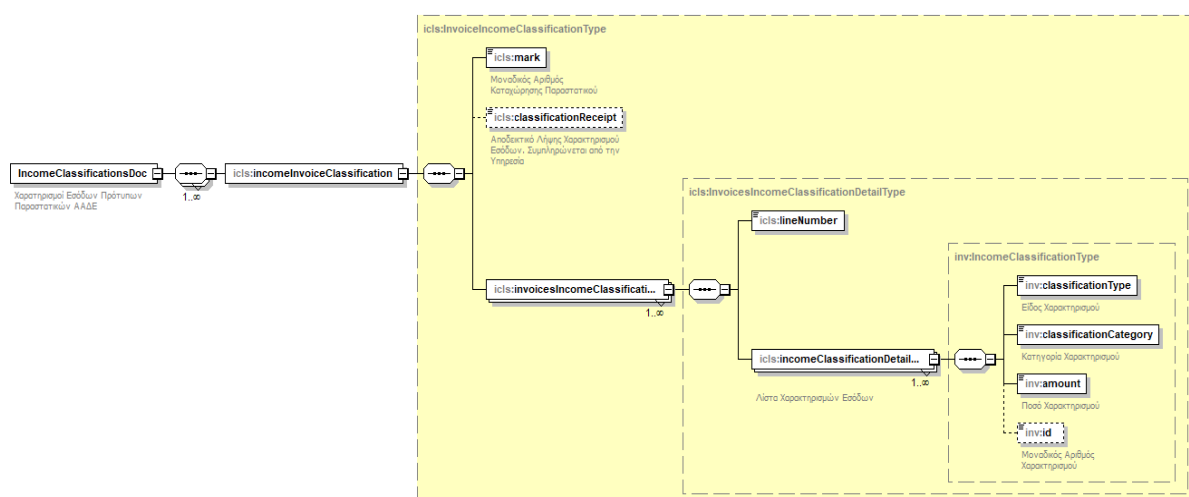 icls:InvoiceIncomeClassificationType
icls:mark
Μοναδικός Αριθμός
Καταχώρησης Παραστατικού
icls:classificationReceipt
Αποδεικτικό Λήψης Χαρακτηρισμού
Εσόδων. Συμπληρώνεται από την
Υπηρεσία
IncomeClassificationsDoc
Χαρατηρισμοί Εσόδων Πρότυπων
Παραστατικών ΑΑΔΕ
1..∞
icls:incomeInvoiceClassification
icls:InvoicesIncomeClassificationDetailType
icls:lineNumber
icls:invoicesIncomeClassificati...
1..∞
inv:IncomeClassificationType
inv:classificationType
Είδος Χαρακτηρισμού
inv:classificationCategory
Κατηγορία Χαρακτηρισμού
icls:incomeClassificationDetail...
1..∞
Λίστα Χαρακτηρισμών Εσόδων
inv:amount
Ποσό Χαρακτηρισμού
inv:id
Μοναδικός Αριθμός
Χαρακτηρισμού